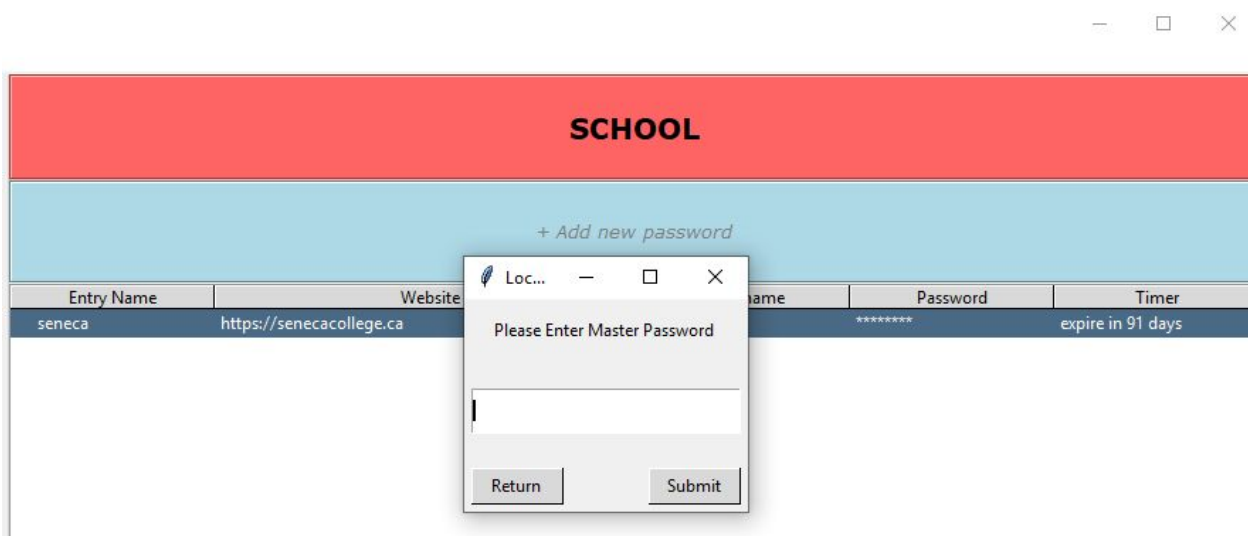 SCHOOL
+ Add new password
Loc...
Entry Name Website name Password Timer
seneca https://senecacollege.ca ******** expire in 91 days
Please Enter Master Password
Return Submit